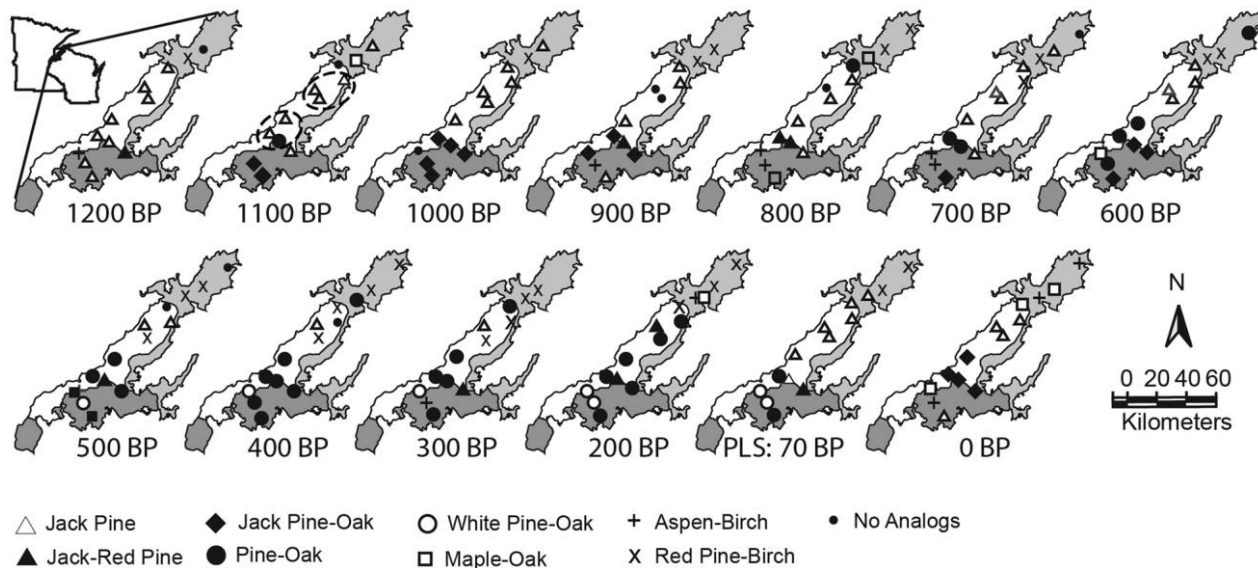 1200 BP 1100 BP 1000 BP 900 BP 800 BP 700 BP 600 BP
N
0 20 40 60
Kilometers
500 BP 400 BP 300 BP 200 BP PLS: 70 BP 0 BP
Jack Pine Jack Pine-Oak White Pine-Oak Aspen-Birch No Analogs
Jack-Red Pine Pine-Oak Maple-Oak Red Pine-Birch